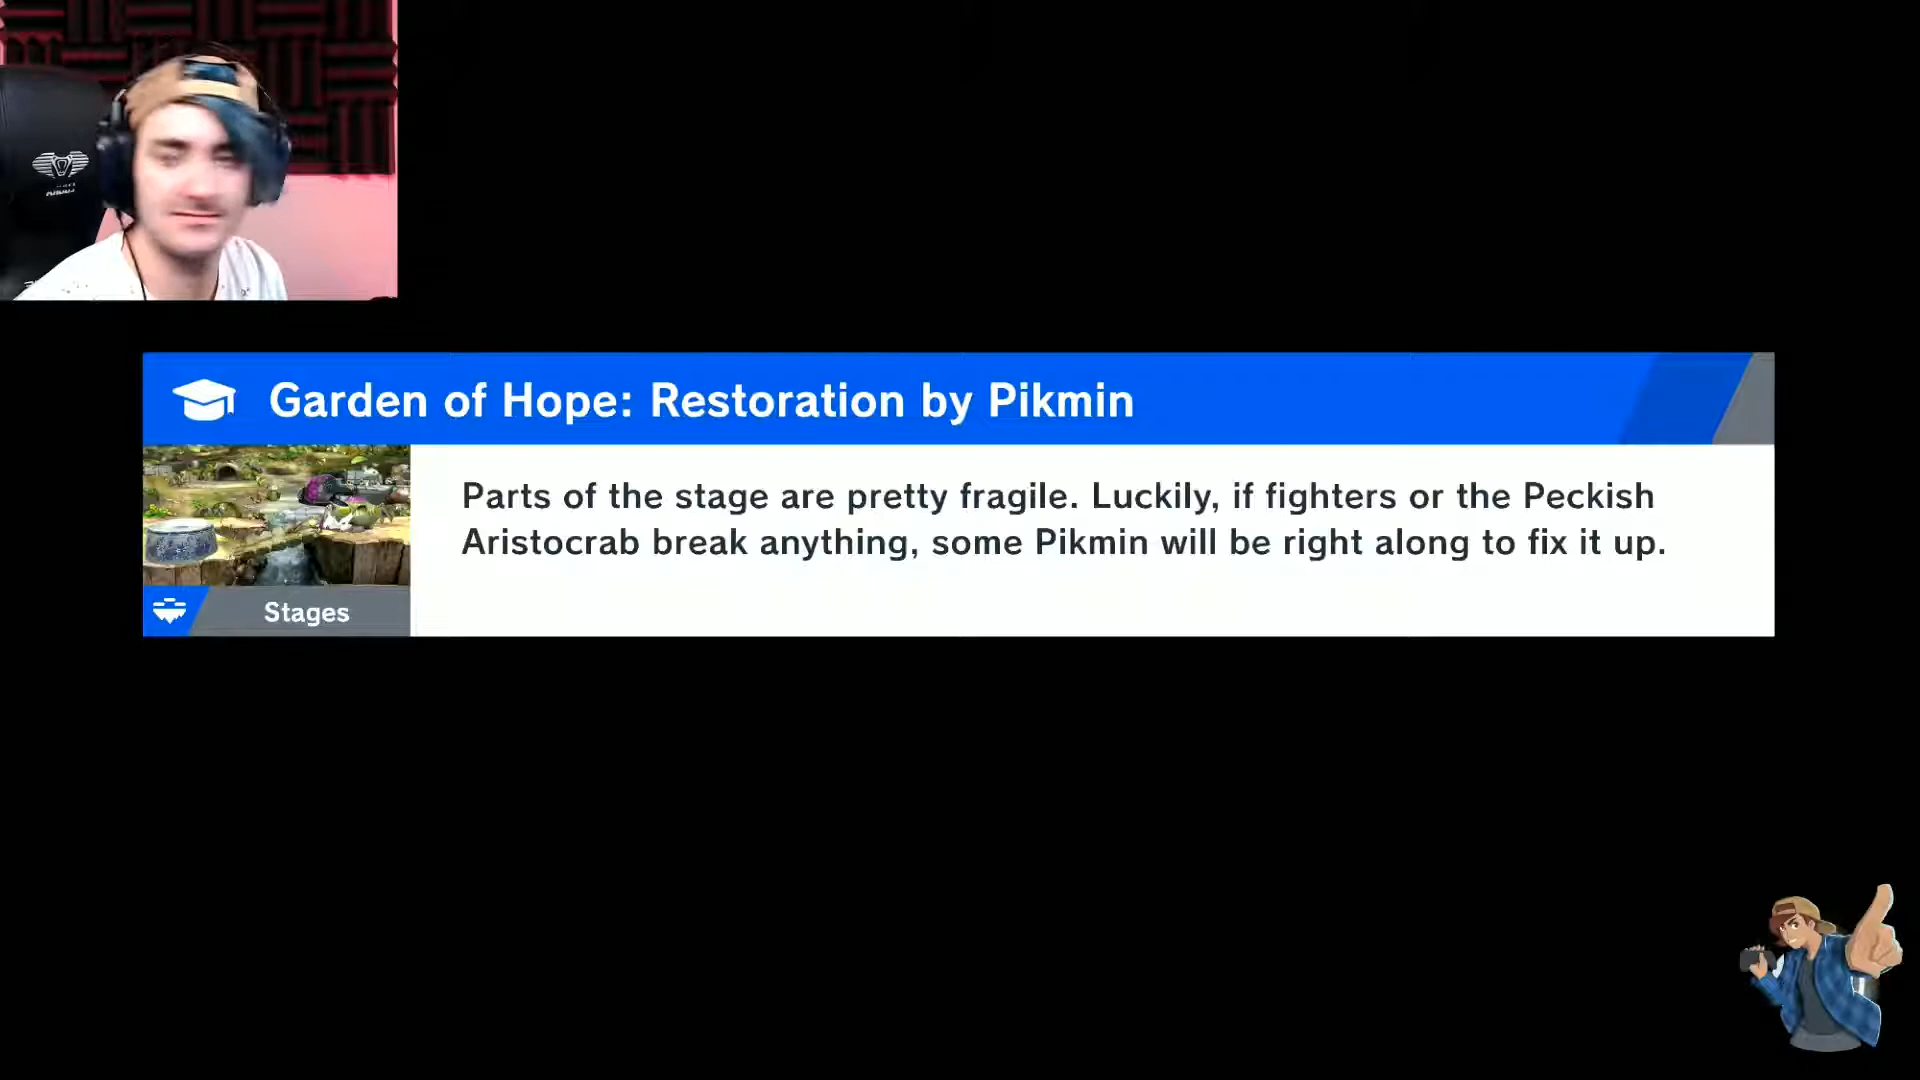 Garden of Hope: Restoration by Pikmin
Parts of the stage are pretty fragile. Luckily, if fighters or the Peckish
Aristocrab break anything, some Pikmin will be right along to fix it up.
Stages